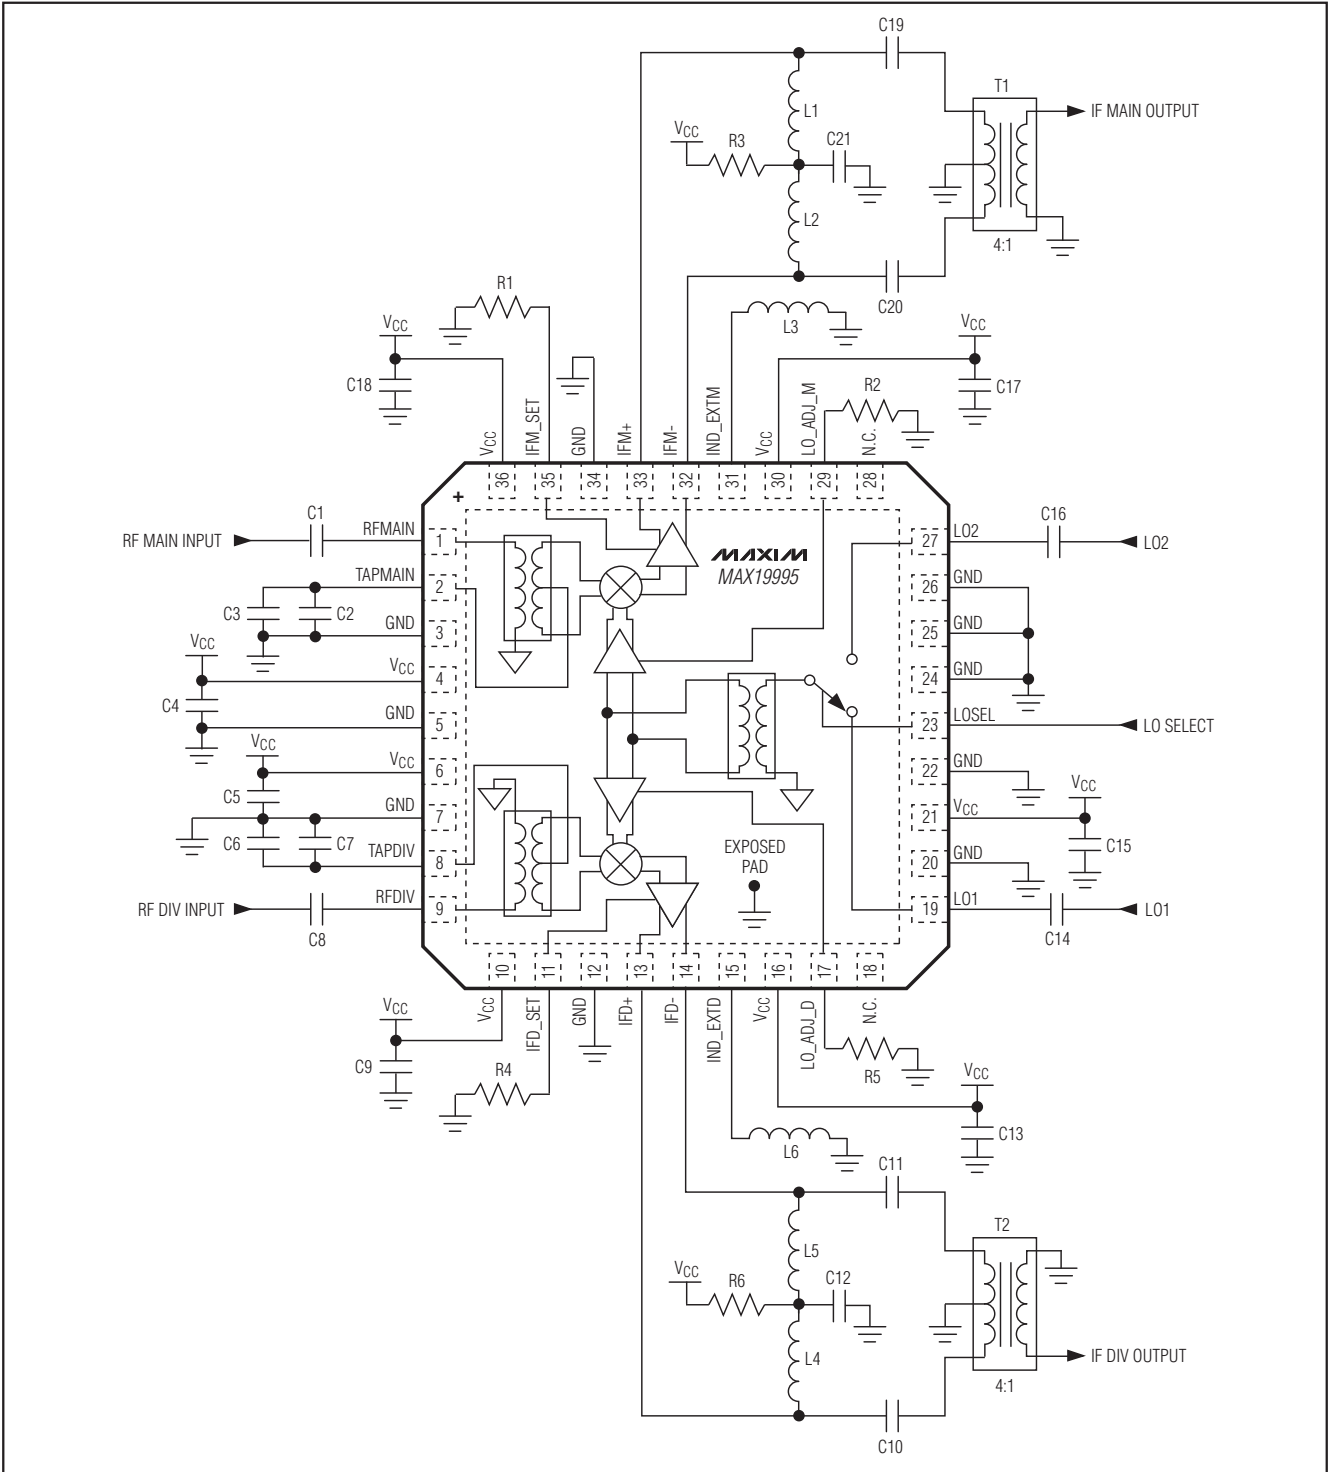 C19
T1
IF MAIN OUTPUT
L1
VCC
R3
C21
L2
4:1
C20
R1
L3
VCC
VCC
C18
C17
R2
VCC
IFM_SET
GND
IFM+
IFM-
IND_EXTM
VCC
LO_ADJ_M
N.C.
36
35
34
33
32
31
30
29
28
+
MAXIM
MAX19995
RF MAIN INPUT
C1
RFMAIN
1
27
LO2
C16
LO2
TAPMAIN
2
26
GND
C3
C2
GND
3
25
GND
VCC
VCC
4
24
GND
C4
GND
5
23
LOSEL
LO SELECT
VCC
VCC
6
22
GND
C5
GND
7
21
VCC
VCC
C6
C7
C15
TAPDIV
8
20
GND
EXPOSED
PAD
RF DIV INPUT
C8
RFDIV
9
19
LO1
C14
LO1
10
11
12
13
14
15
16
17
18
VCC
IFD_SET
GND
IFD+
IFD-
IND_EXTD
VCC
LO_ADJ_D
N.C.
VCC
C9
R4
R5
VCC
C13
L6
C11
T2
L5
VCC
R6
C12
L4
IF DIV OUTPUT
4:1
C10